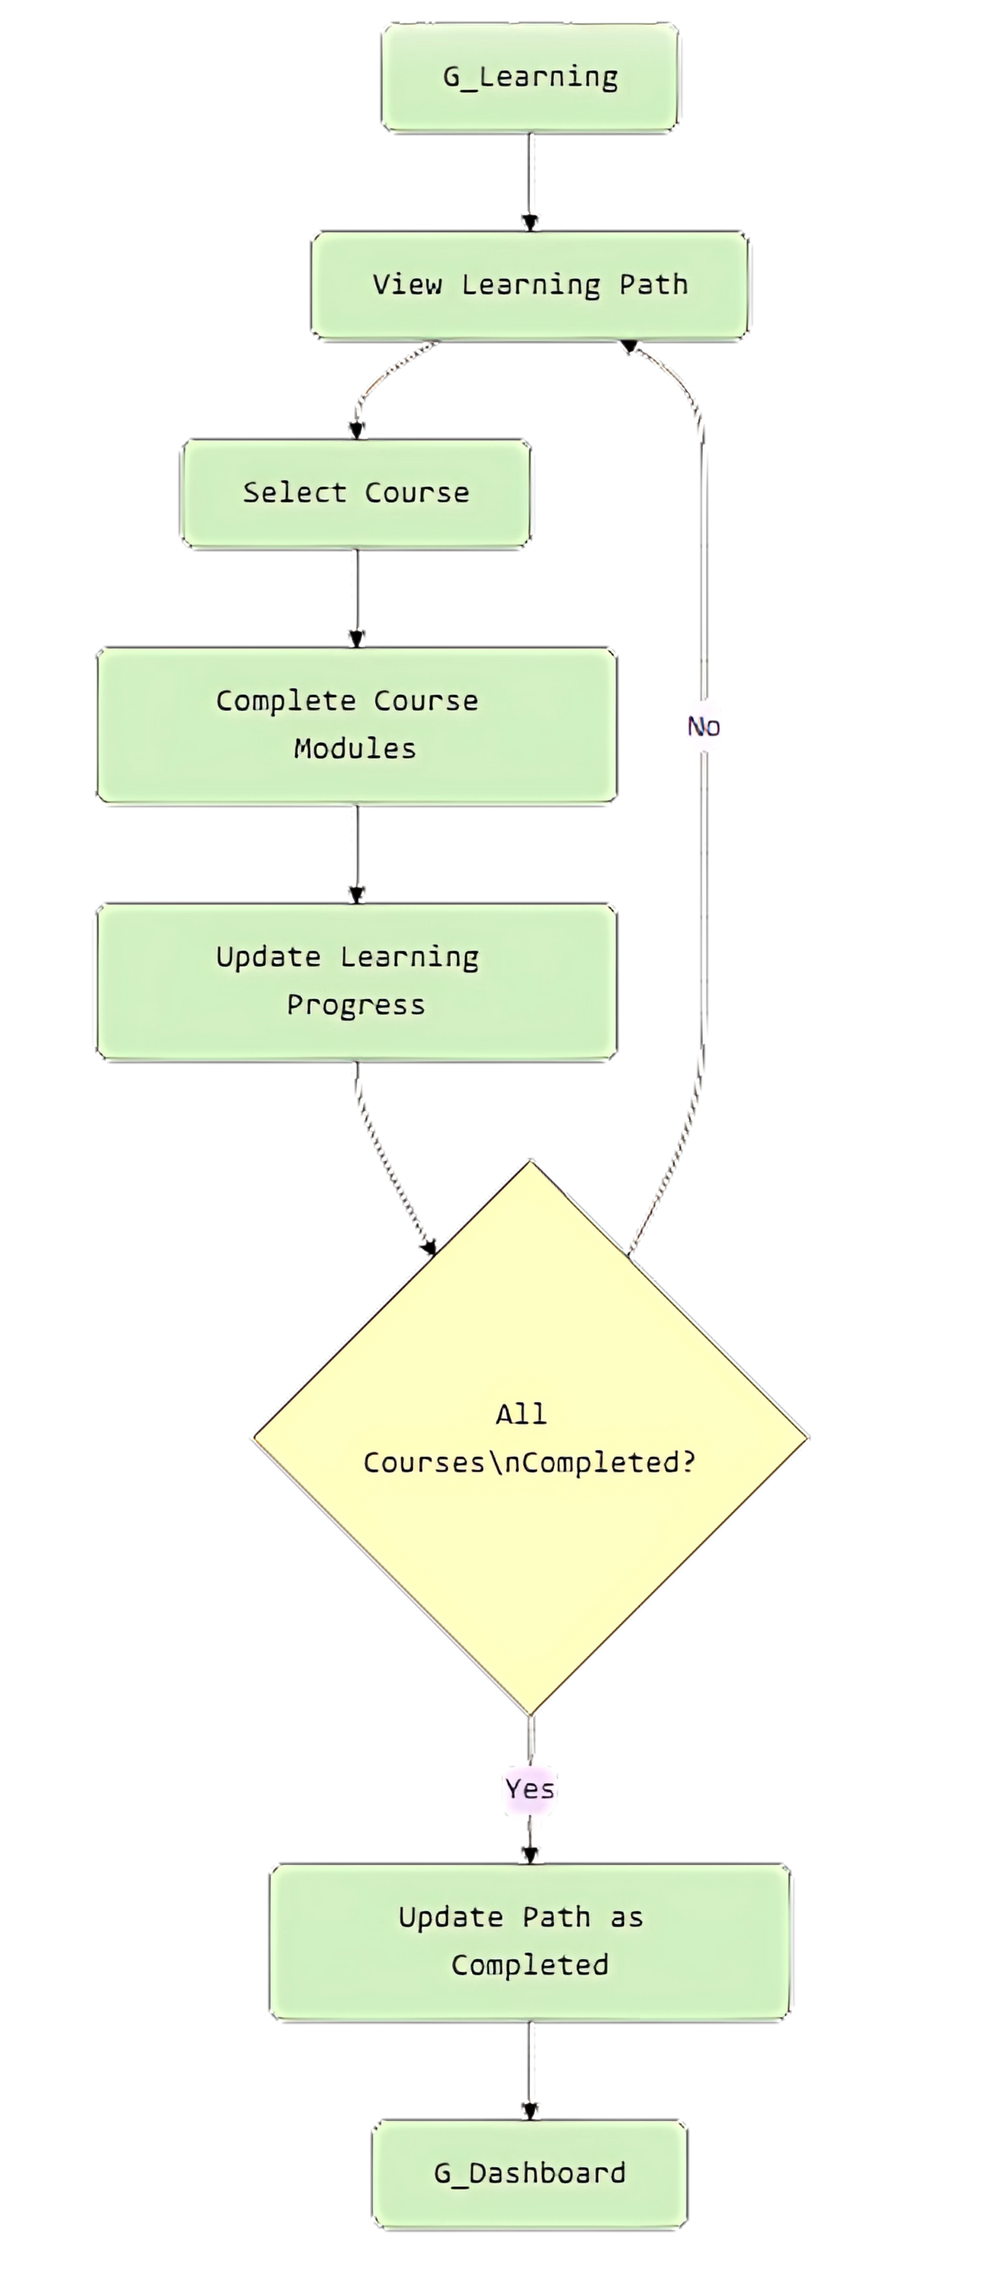 G_Learning
View Learning Path
Select Course
Complete Course
Modules
No
Update Learning
Progress
All
Courses\nCompleted?
Yes
Update Path as
Completed
G_Dashboard